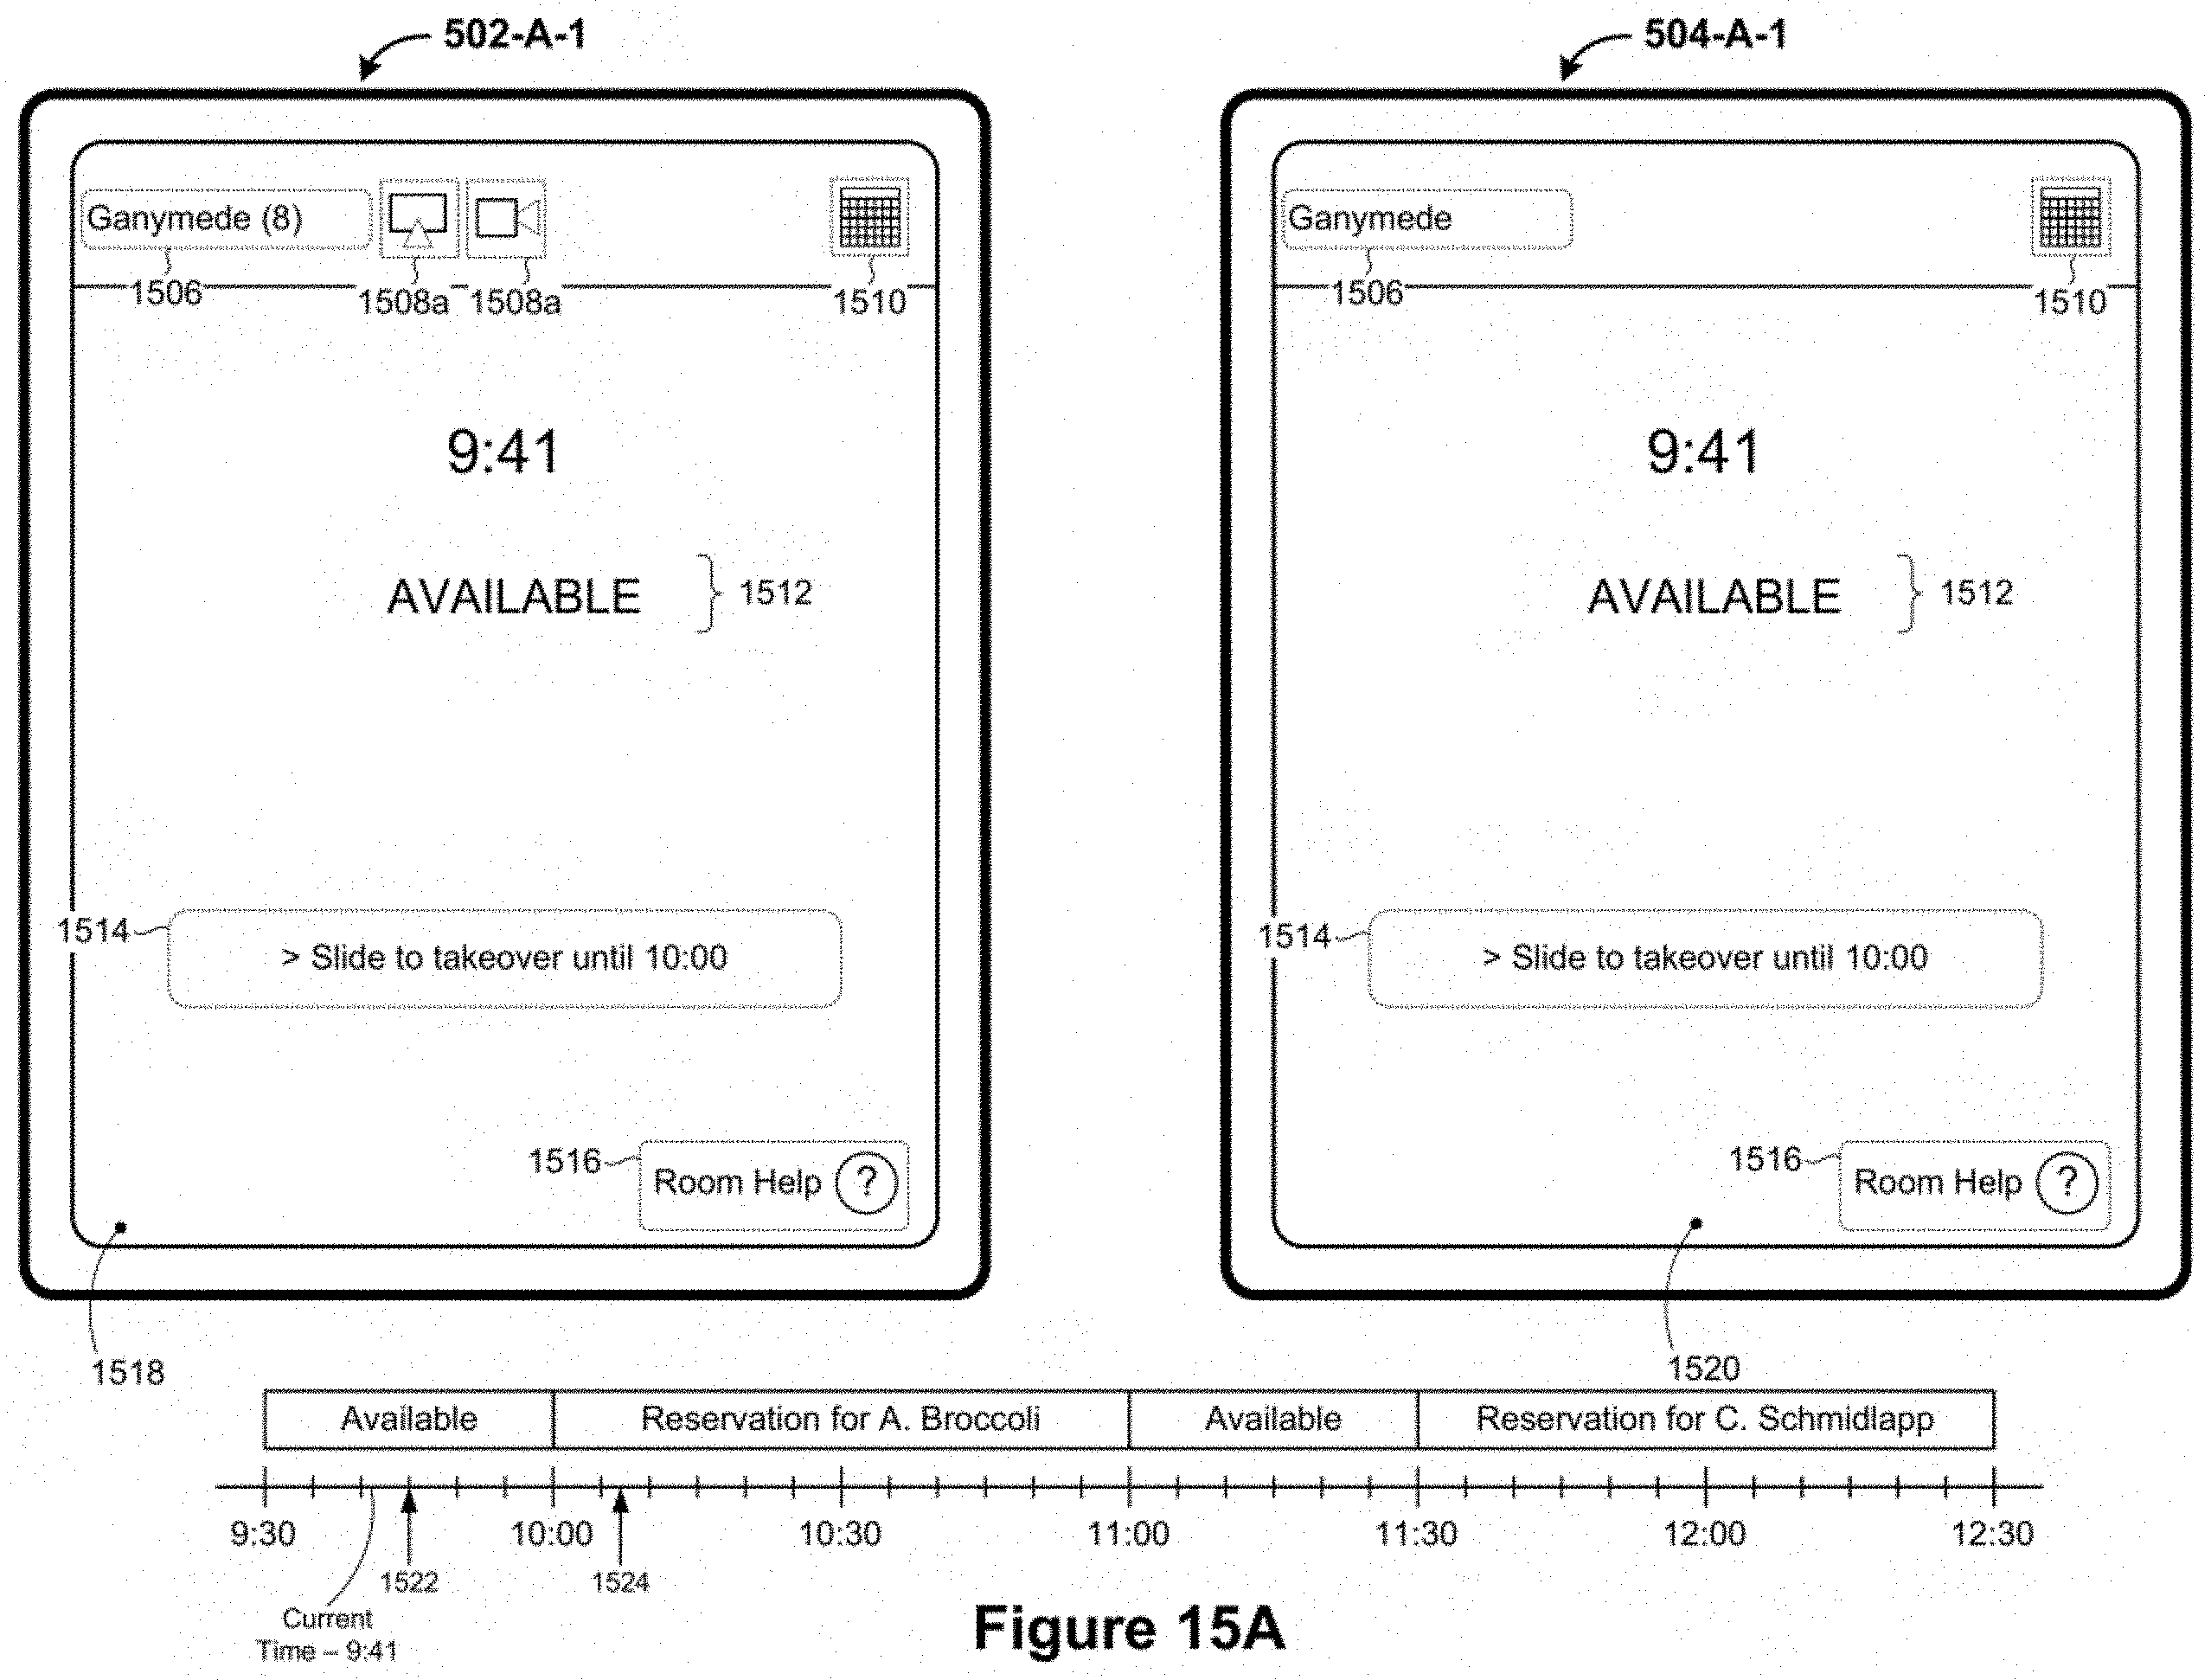 502-A-1
504-A-1
Ganymede (8)
1506
1508a
1508a
1510
Ganymede
1506
1510
9:41
9:41
AVAILABLE
1512
AVAILABLE
1512
1514
> Slide to takeover until 10:00
1514
> Slide to takeover until 10:00
1516
Room Help ?
1516
Room Help ?
1518
1520
Available
Reservation for A. Broccoli
Available
Reservation for C. Schmidlapp
9:30
10:00
10:30
11:00
11:30
12:00
12:30
1522
1524
Current
Time – 9:41
Figure 15A